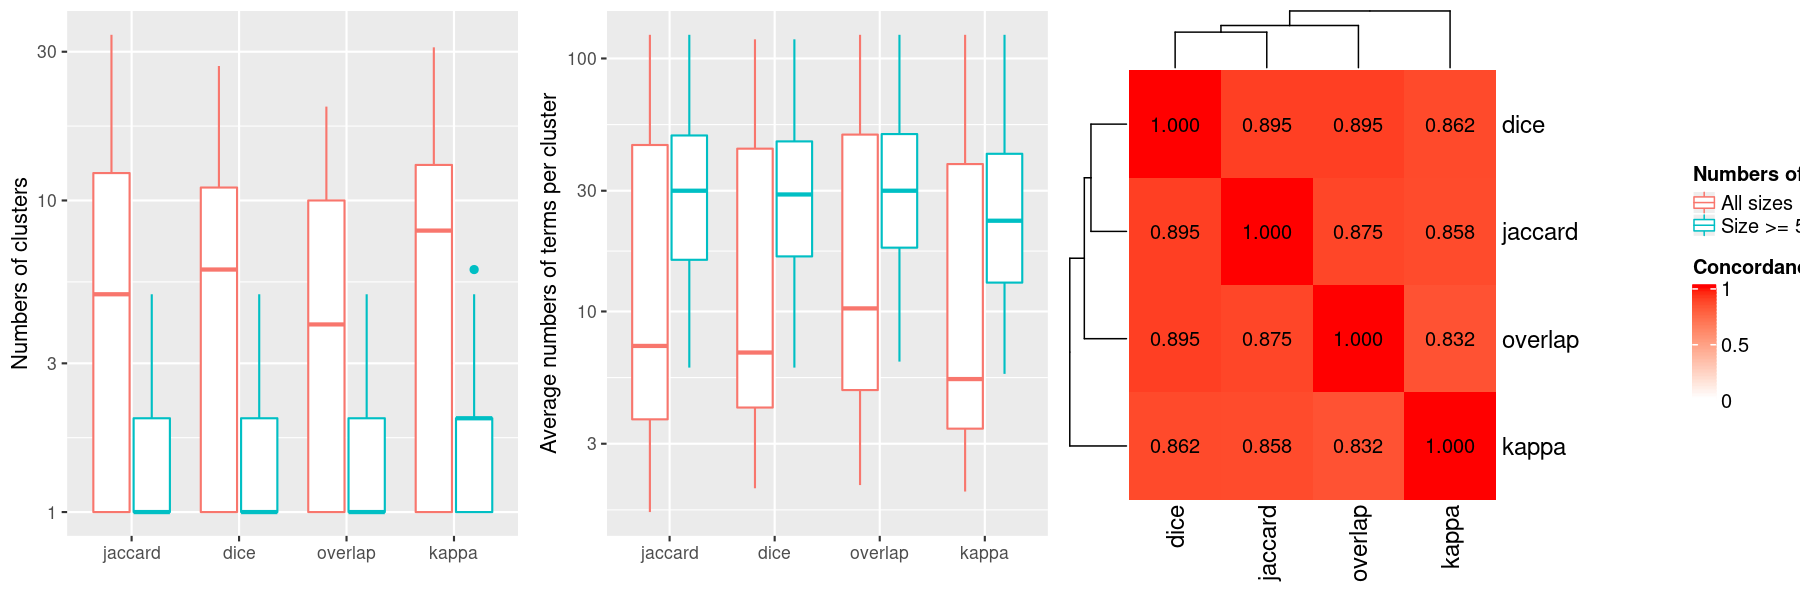 Numbers of clusters
30
10
3
1
jaccard dice overlap kappa
Average numbers of terms per cluster
100
30
10
3
jaccard dice overlap kappa
1.000 0.895 0.895 0.862 dice
0.895 1.000 0.875 0.858 jaccard
0.895 0.875 1.000 0.832 overlap
0.862 0.858 0.832 1.000 kappa
dice jaccard overlap kappa
Numbers of
All sizes
Size >= 5
Concordanc
1
0.5
0